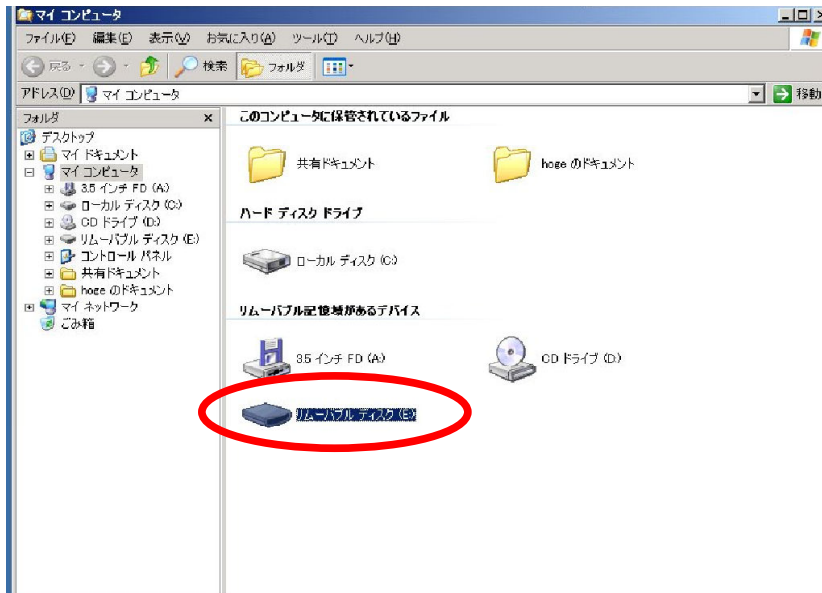 マイ コンピュータ
ファイル(F) 編集(E) 表示(V) お気に入り(A) ツール(T) ヘルプ(H)
戻る 検索 フォルダ
アドレス(D) マイ コンピュータ 移動
フォルダ
デスクトップ
マイ ドキュメント
マイ コンピュータ
3.5 インチ FD (A:)
ローカル ディスク (C:)
CD ドライブ (D:)
リムーバブル ディスク (E:)
コントロール パネル
共有ドキュメント
hoge のドキュメント
マイ ネットワーク
ごみ箱
このコンピュータに保管されているファイル
共有ドキュメント hoge のドキュメント
ハード ディスク ドライブ
ローカル ディスク (C:)
リムーバブル記憶域があるデバイス
3.5 インチ FD (A:) CD ドライブ (D:)
リムーバブル ディスク (E:)